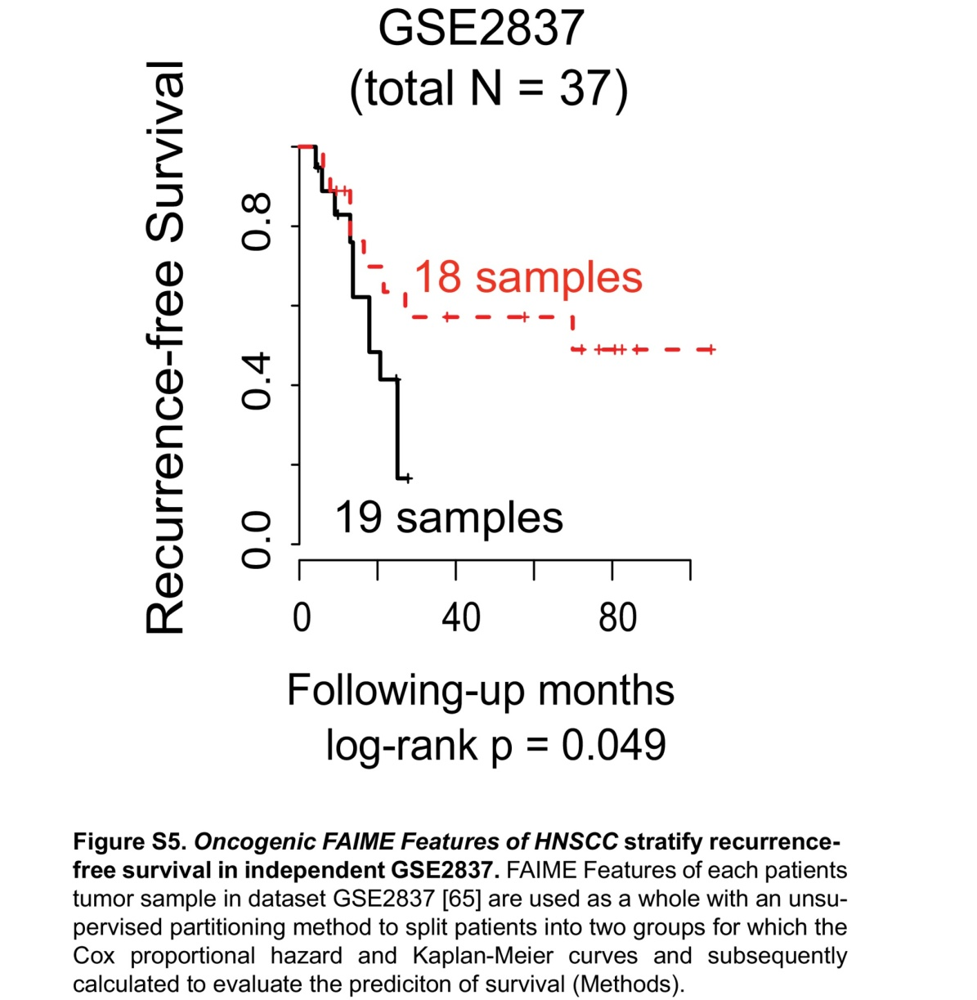 GSE2837
(total N = 37)
Recurrence-free Survival
0.8
0.4
0.0
18 samples
19 samples
0 40 80
Following-up months
log-rank p = 0.049
Figure S5. Oncogenic FAIME Features of HNSCC stratify recurrence-
free survival in independent GSE2837. FAIME Features of each patients
tumor sample in dataset GSE2837 [65] are used as a whole with an unsu-
pervised partitioning method to split patients into two groups for which the
Cox proportional hazard and Kaplan-Meier curves and subsequently
calculated to evaluate the prediciton of survival (Methods).